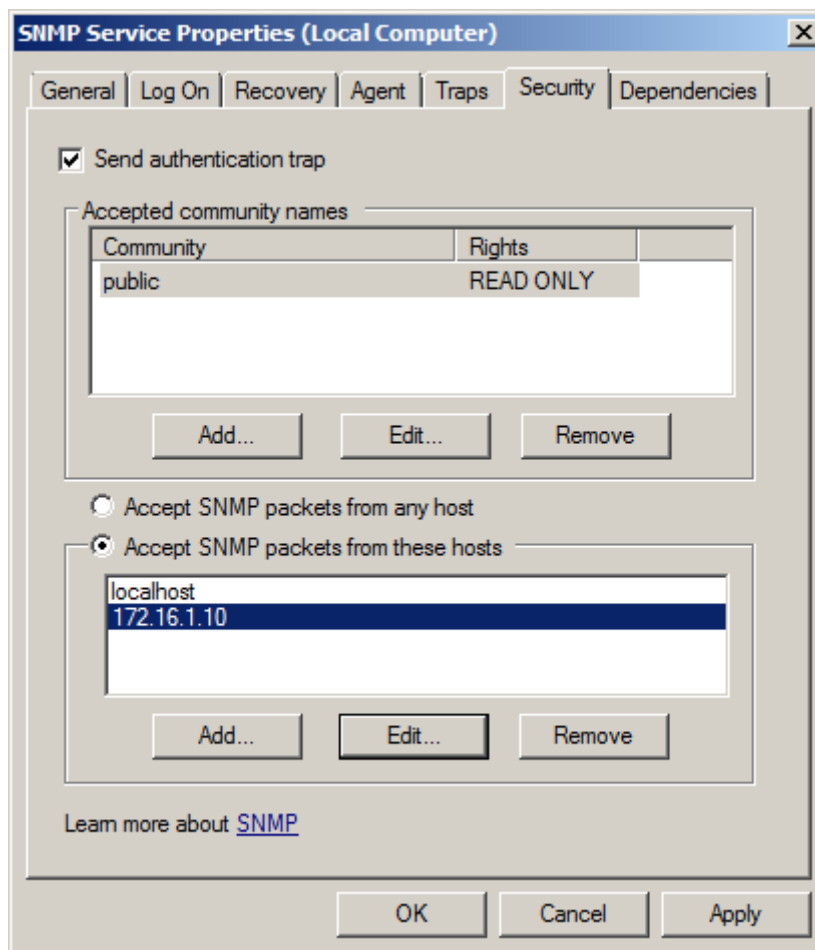 SNMP Service Properties (Local Computer)
General Log On Recovery Agent Traps Security Dependencies
Send authentication trap
Accepted community names
Community Rights
public READ ONLY
Add... Edit... Remove
Accept SNMP packets from any host
Accept SNMP packets from these hosts
localhost
172.16.1.10
Add... Edit... Remove
Learn more about SNMP
OK Cancel Apply